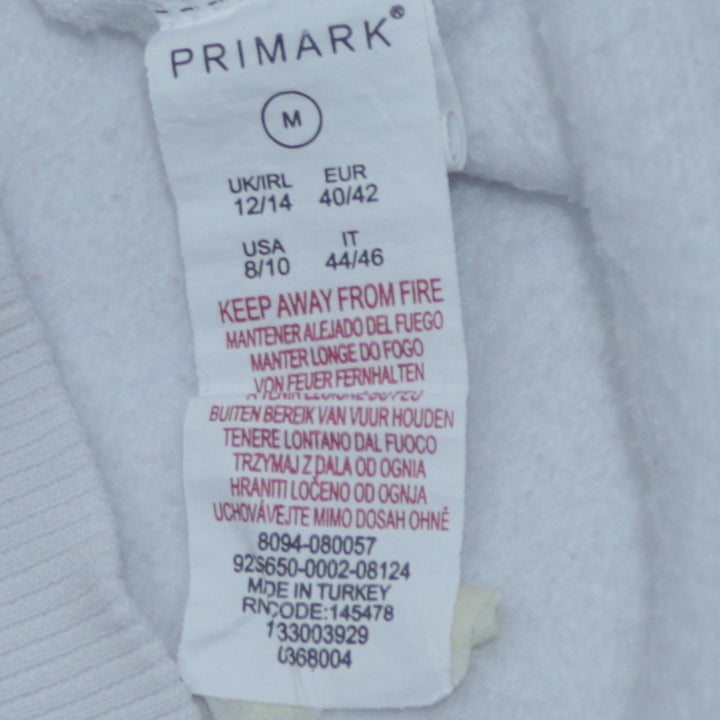 PRIMARK®
M
UK/IRL EUR
12/14 40/42
USA IT
8/10 44/46
KEEP AWAY FROM FIRE
MANTENER ALEJADO DEL FUEGO
MANTER LONGE DO FOGO
VON FEUER FERNHALTEN
BUITEN BEREIK VAN VUUR HOUDEN
TENERE LONTANO DAL FUOCO
TRZYMAJ Z DALA OD OGNIA
HRANITI LOČENO OD OGNJA
UCHOVÁVEJTE MIMO DOSAH OHNĚ
8094-080057
MDE IN TURKEY
RNCODE:145478
133003929
0368004